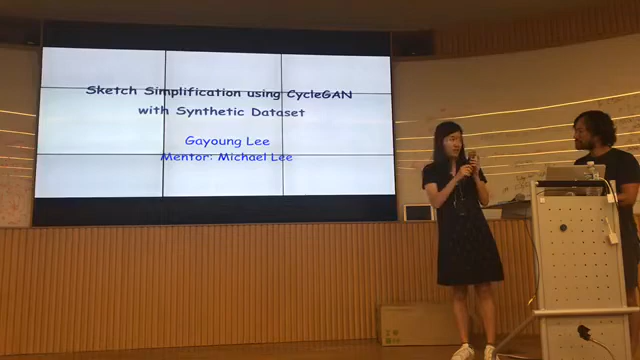 Sketch Simplification using CycleGAN
with Synthetic Dataset
Gayoung Lee
Mentor: Michael Lee